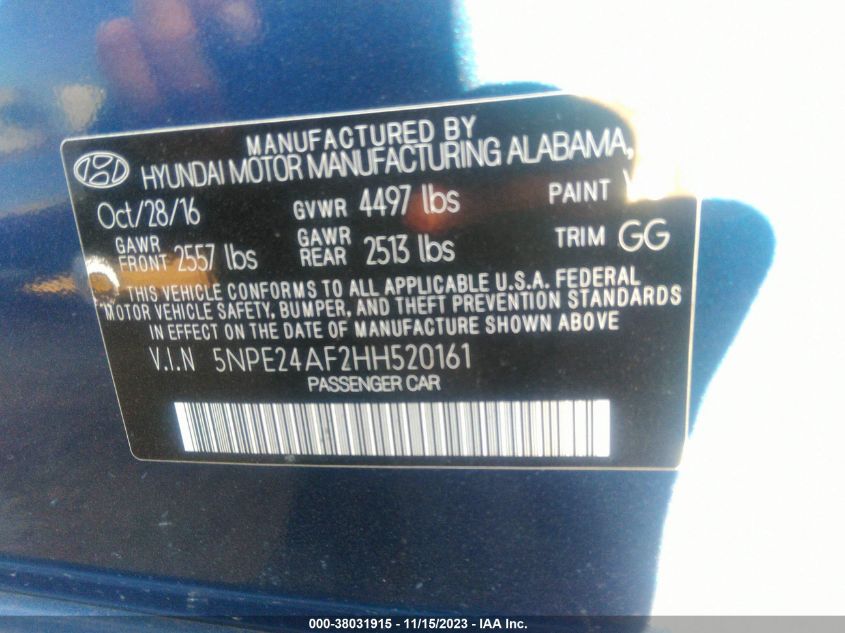 MANUFACTURED BY
HYUNDAI MOTOR MANUFACTURING ALABAMA,
Oct/28/16 GVWR 4497 lbs PAINT
GAWR FRONT 2557 lbs GAWR REAR 2513 lbs TRIM GG
THIS VEHICLE CONFORMS TO ALL APPLICABLE U.S.A. FEDERAL
MOTOR VEHICLE SAFETY, BUMPER, AND THEFT PREVENTION STANDARDS
IN EFFECT ON THE DATE OF MANUFACTURE SHOWN ABOVE
V.I.N 5NPE24AF2HH520161
PASSENGER CAR
000-38031915 - 11/15/2023 - IAA Inc.